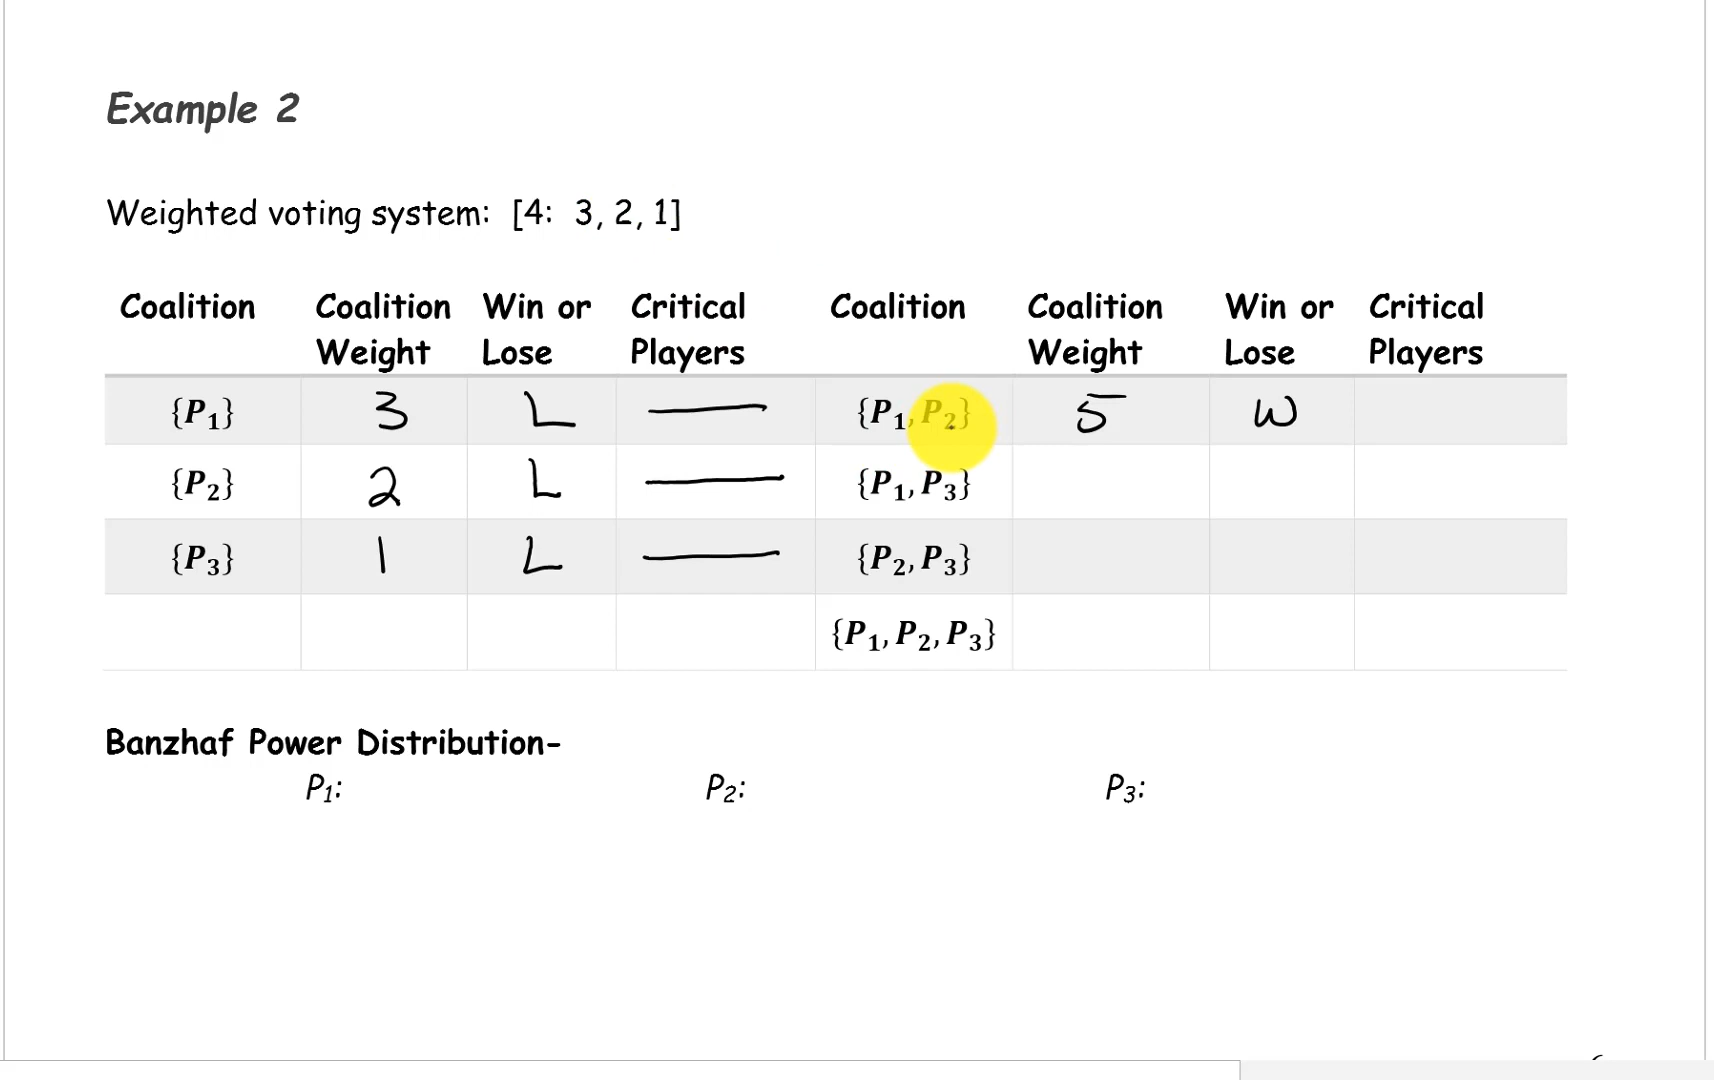 Example 2
Weighted voting system: [4: 3, 2, 1]
Coalition Coalition Weight Win or Lose Critical Players Coalition Coalition Weight Win or Lose Critical Players
{P1} 3 L — {P1, P2} 5 W
{P2} 2 L — {P1, P3}
{P3} 1 L — {P2, P3}
{P1, P2, P3}
Banzhaf Power Distribution-
P1: P2: P3: